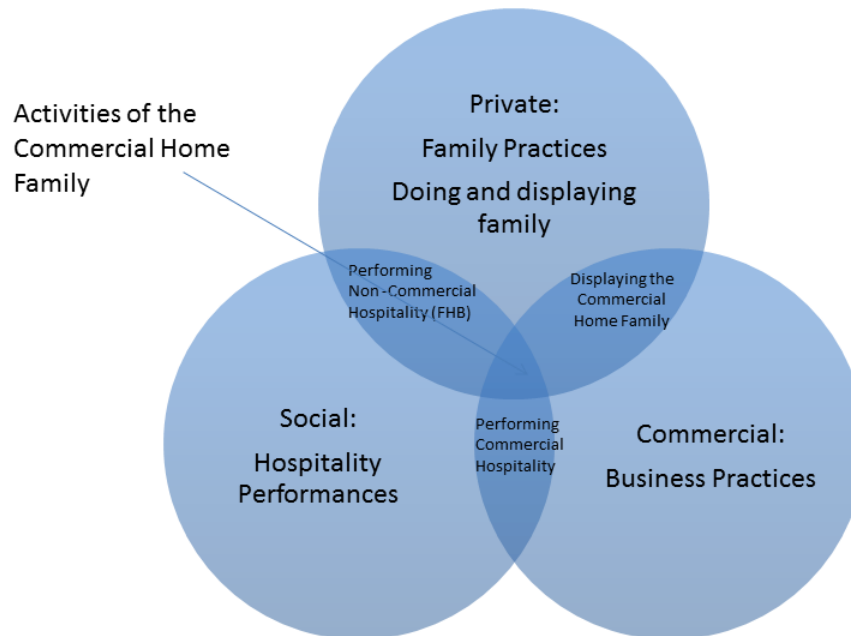 Activities of the
Commercial Home
Family
Private:
Family Practices
Doing and displaying
family
Performing
Non-Commercial
Hospitality (FHB)
Displaying the
Commercial
Home Family
Social:
Hospitality
Performances
Performing
Commercial
Hospitality
Commercial:
Business Practices